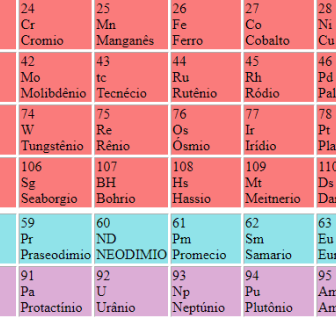 24 25 26 27 28
Cr Mn Fe Co Ni
Cromio Manganês Ferro Cobalto Cu
42 43 44 45 46
Mo tc Ru Rh Pd
Molibdênio Tecnécio Rutênio Ródio Pal
74 75 76 77 78
W Re Os Ir Pt
Tungstênio Rênio Ósmio Irídio Pla
106 107 108 109 110
Sg BH Hs Mt Ds
Seaborgio Bohrio Hassio Meitnerio Das
59 60 61 62 63
Pr ND Pm Sm Eu
Praseodimio NEODIMIO Promecio Samario Eur
91 92 93 94 95
Pa U Np Pu Am
Protactínio Urânio Neptúnio Plutônio Am